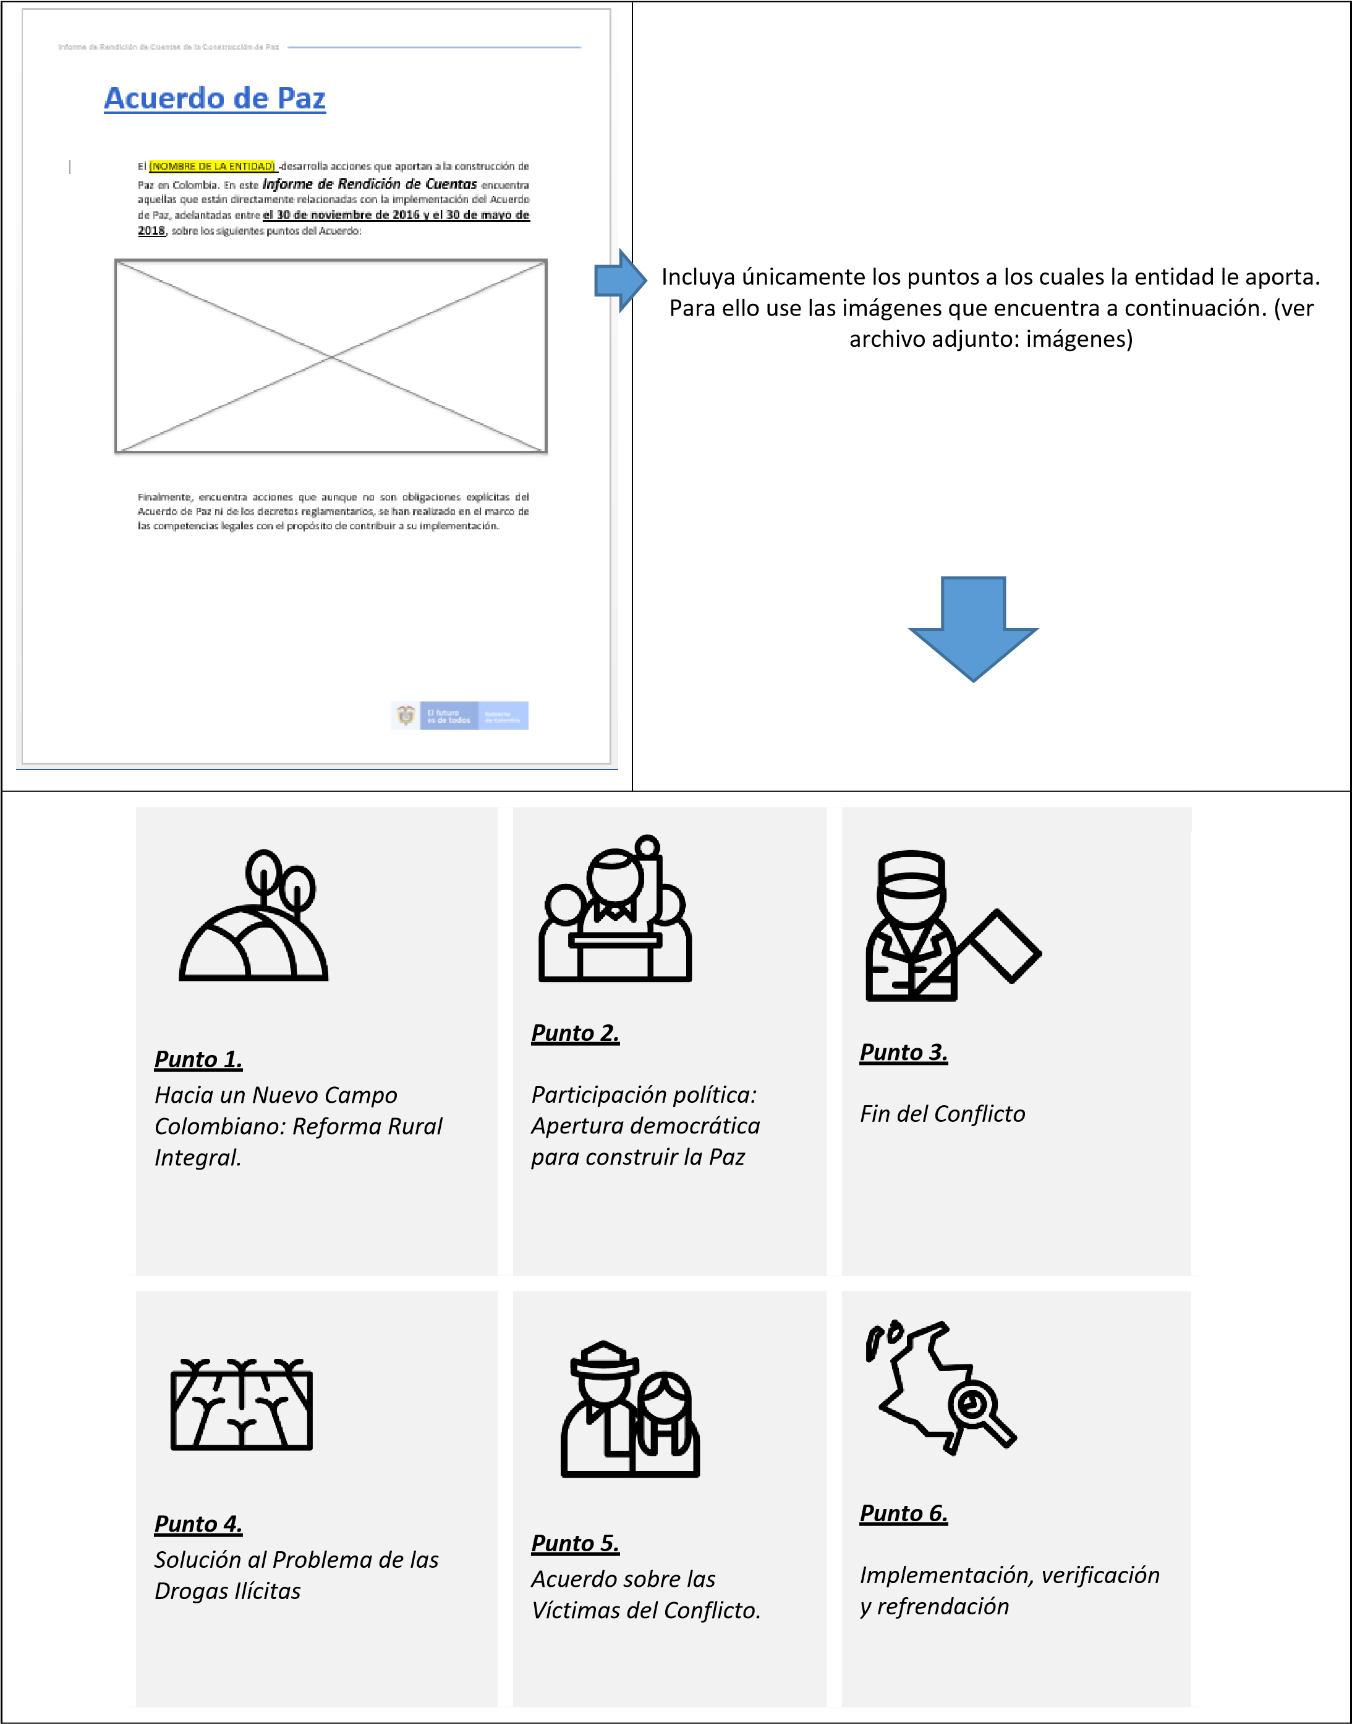 Informe de Rendición de Cuentas de la Construcción de Paz
Acuerdo de Paz
El (NOMBRE DE LA ENTIDAD) -desarrolla acciones que aportan a la construcción de
Paz en Colombia. En este Informe de Rendición de Cuentas encuentra
aquellas que están directamente relacionadas con la implementación del Acuerdo
de Paz, adelantadas entre el 30 de noviembre de 2016 y el 30 de mayo de
2018, sobre los siguientes puntos del Acuerdo:
Finalmente, encuentra acciones que aunque no son obligaciones explícitas del
Acuerdo de Paz ni de los decretos reglamentarios, se han realizado en el marco de
las competencias legales con el propósito de contribuir a su implementación.
El futuro
es de todos
Gobierno
de Colombia
Incluya únicamente los puntos a los cuales la entidad le aporta.
Para ello use las imágenes que encuentra a continuación. (ver
archivo adjunto: imágenes)
Punto 1.
Hacia un Nuevo Campo
Colombiano: Reforma Rural
Integral.
Punto 2.
Participación política:
Apertura democrática
para construir la Paz
Punto 3.
Fin del Conflicto
Punto 4.
Solución al Problema de las
Drogas Ilícitas
Punto 5.
Acuerdo sobre las
Víctimas del Conflicto.
Punto 6.
Implementación, verificación
y refrendación